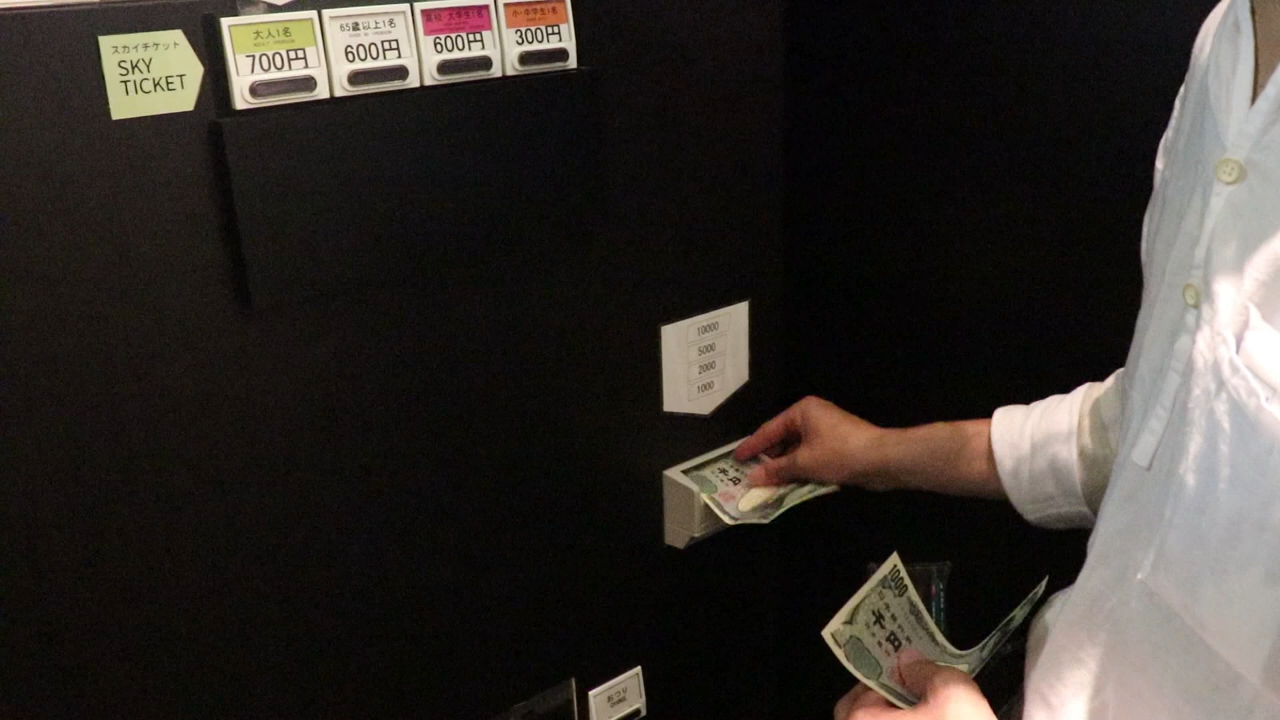 スカイチケット
SKY
TICKET
大人1名
700円
65歳以上1名
600円
高校・大学生1名
600円
小・中学生1名
300円
10000
5000
2000
1000
千円
1000
千円
おつり
CHANGE